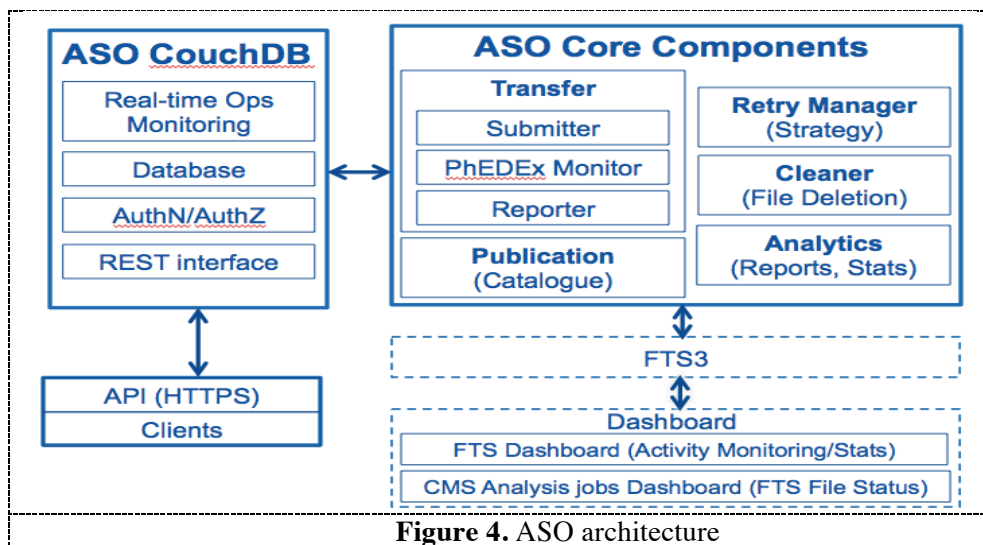 ASO CouchDB
Real-time Ops
Monitoring
Database
AuthN/AuthZ
REST interface
API (HTTPS)
Clients
ASO Core Components
Transfer
Submitter
PhEDEx Monitor
Reporter
Publication
(Catalogue)
Retry Manager
(Strategy)
Cleaner
(File Deletion)
Analytics
(Reports, Stats)
FTS3
Dashboard
FTS Dashboard (Activity Monitoring/Stats)
CMS Analysis jobs Dashboard (FTS File Status)
Figure 4. ASO architecture